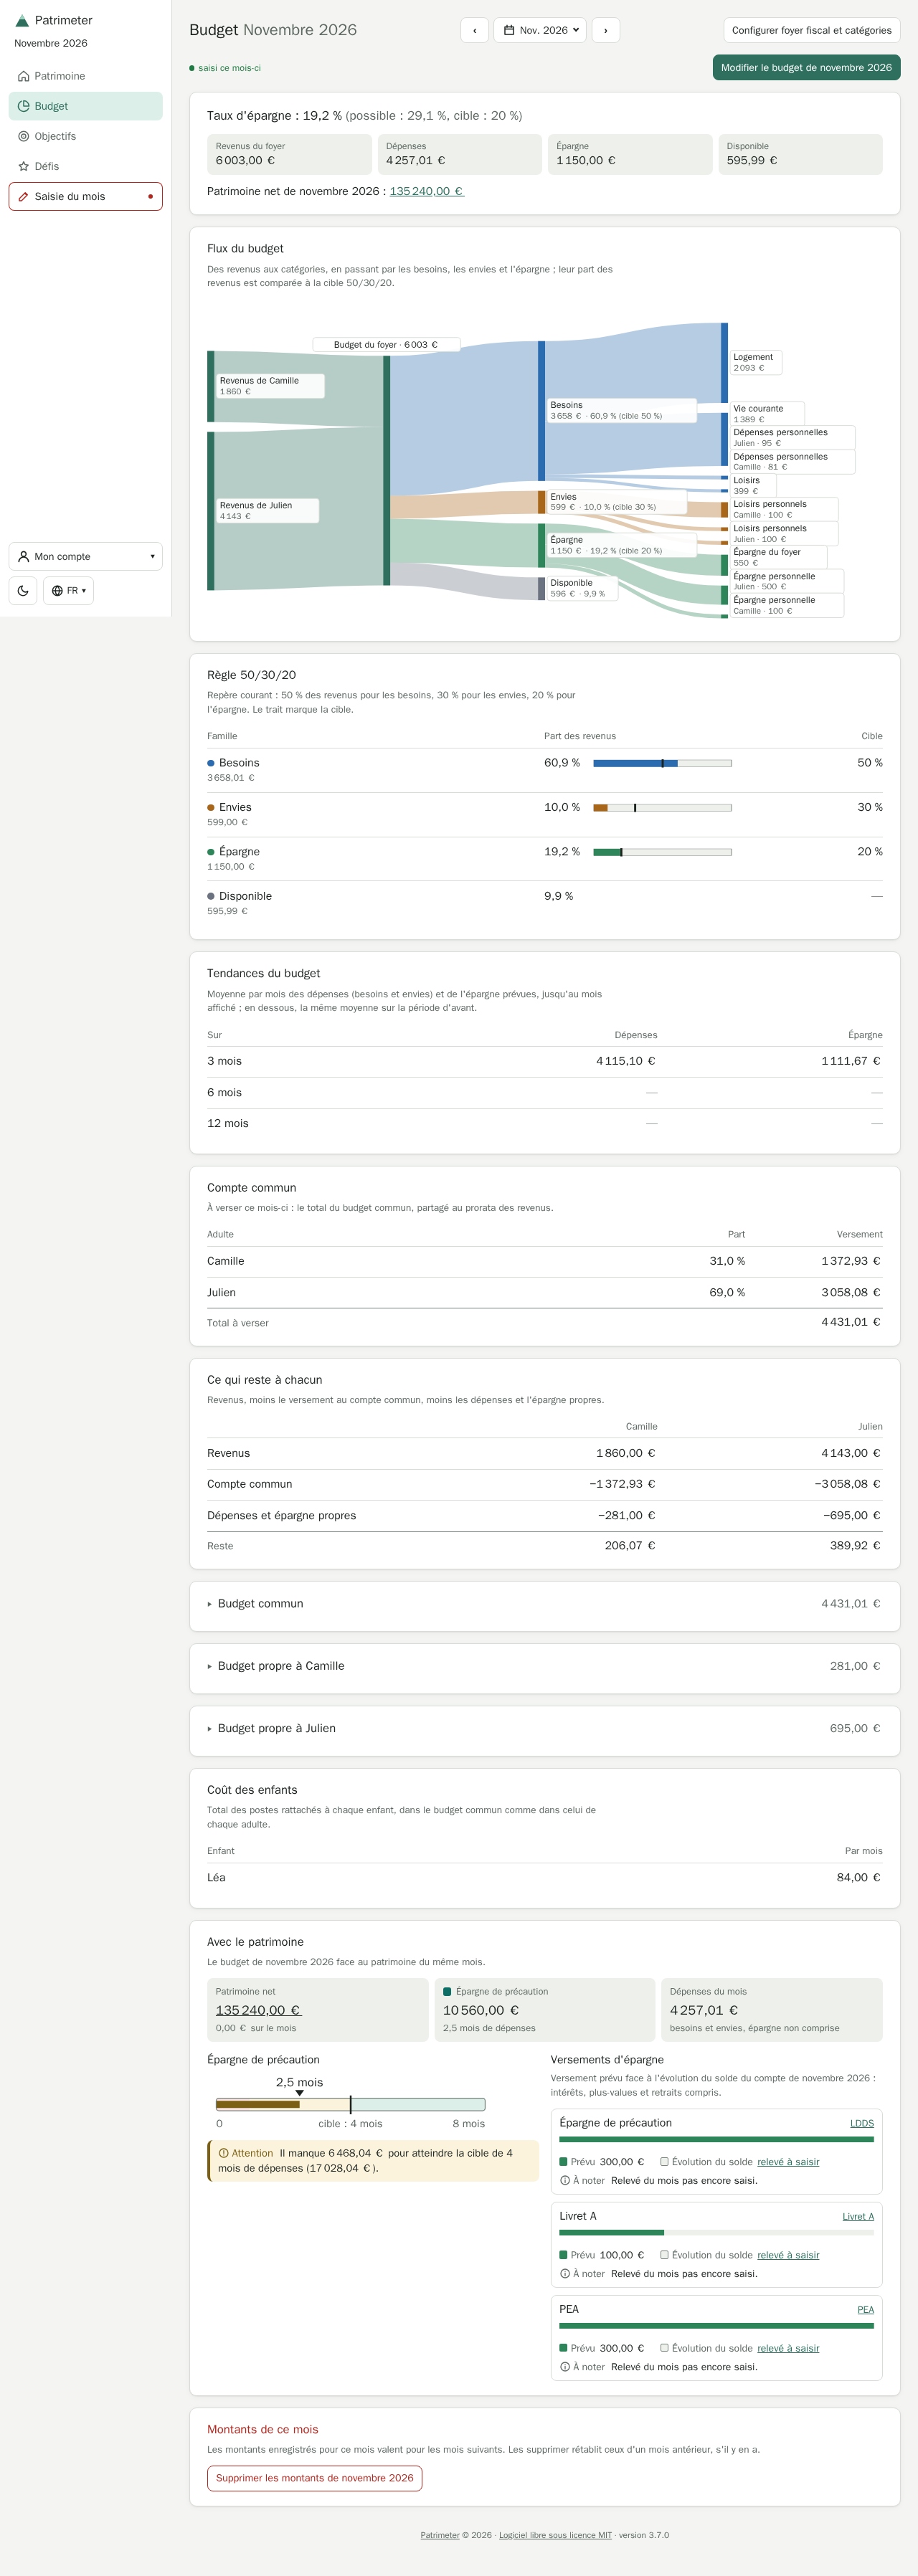 Patrimeter
Novembre 2026
Patrimoine
Budget
Objectifs
Défis
Saisie du mois
Mon compte
FR
Budget Novembre 2026
Nov. 2026
Configurer foyer fiscal et catégories
saisi ce mois-ci
Modifier le budget de novembre 2026
Taux d'épargne : 19,2 % (possible : 29,1 %, cible : 20 %)
Revenus du foyer
6 003,00 €
Dépenses
4 257,01 €
Épargne
1 150,00 €
Disponible
595,99 €
Patrimoine net de novembre 2026 : 135 240,00 €
Flux du budget
Des revenus aux catégories, en passant par les besoins, les envies et l'épargne ; leur part des
revenus est comparée à la cible 50/30/20.
Budget du foyer · 6 003 €
Revenus de Camille
1 860 €
Revenus de Julien
4 143 €
Besoins
3 658 € · 60,9 % (cible 50 %)
Envies
599 € · 10,0 % (cible 30 %)
Épargne
1 150 € · 19,2 % (cible 20 %)
Disponible
596 € · 9,9 %
Logement
2 093 €
Vie courante
1 389 €
Dépenses personnelles
Julien · 95 €
Dépenses personnelles
Camille · 81 €
Loisirs
399 €
Loisirs personnels
Camille · 100 €
Loisirs personnels
Julien · 100 €
Épargne du foyer
550 €
Épargne personnelle
Julien · 500 €
Épargne personnelle
Camille · 100 €
Règle 50/30/20
Repère courant : 50 % des revenus pour les besoins, 30 % pour les envies, 20 % pour
l'épargne. Le trait marque la cible.
Famille Part des revenus Cible
Besoins 60,9 % 50 %
3 658,01 €
Envies 10,0 % 30 %
599,00 €
Épargne 19,2 % 20 %
1 150,00 €
Disponible 9,9 % —
595,99 €
Tendances du budget
Moyenne par mois des dépenses (besoins et envies) et de l'épargne prévues, jusqu'au mois
affiché ; en dessous, la même moyenne sur la période d'avant.
Sur Dépenses Épargne
3 mois 4 115,10 € 1 111,67 €
6 mois — —
12 mois — —
Compte commun
À verser ce mois-ci : le total du budget commun, partagé au prorata des revenus.
Adulte Part Versement
Camille 31,0 % 1 372,93 €
Julien 69,0 % 3 058,08 €
Total à verser 4 431,01 €
Ce qui reste à chacun
Revenus, moins le versement au compte commun, moins les dépenses et l'épargne propres.
Camille Julien
Revenus 1 860,00 € 4 143,00 €
Compte commun −1 372,93 € −3 058,08 €
Dépenses et épargne propres −281,00 € −695,00 €
Reste 206,07 € 389,92 €
Budget commun 4 431,01 €
Budget propre à Camille 281,00 €
Budget propre à Julien 695,00 €
Coût des enfants
Total des postes rattachés à chaque enfant, dans le budget commun comme dans celui de
chaque adulte.
Enfant Par mois
Léa 84,00 €
Avec le patrimoine
Le budget de novembre 2026 face au patrimoine du même mois.
Patrimoine net
135 240,00 €
0,00 € sur le mois
Épargne de précaution
10 560,00 €
2,5 mois de dépenses
Dépenses du mois
4 257,01 €
besoins et envies, épargne non comprise
Épargne de précaution
2,5 mois
0 cible : 4 mois 8 mois
Attention Il manque 6 468,04 € pour atteindre la cible de 4
mois de dépenses (17 028,04 €).
Versements d'épargne
Versement prévu face à l'évolution du solde du compte de novembre 2026 :
intérêts, plus-values et retraits compris.
Épargne de précaution LDDS
Prévu 300,00 € Évolution du solde relevé à saisir
À noter Relevé du mois pas encore saisi.
Livret A Livret A
Prévu 100,00 € Évolution du solde relevé à saisir
À noter Relevé du mois pas encore saisi.
PEA PEA
Prévu 300,00 € Évolution du solde relevé à saisir
À noter Relevé du mois pas encore saisi.
Montants de ce mois
Les montants enregistrés pour ce mois valent pour les mois suivants. Les supprimer rétablit ceux d'un mois antérieur, s'il y en a.
Supprimer les montants de novembre 2026
Patrimeter © 2026 · Logiciel libre sous licence MIT · version 3.7.0